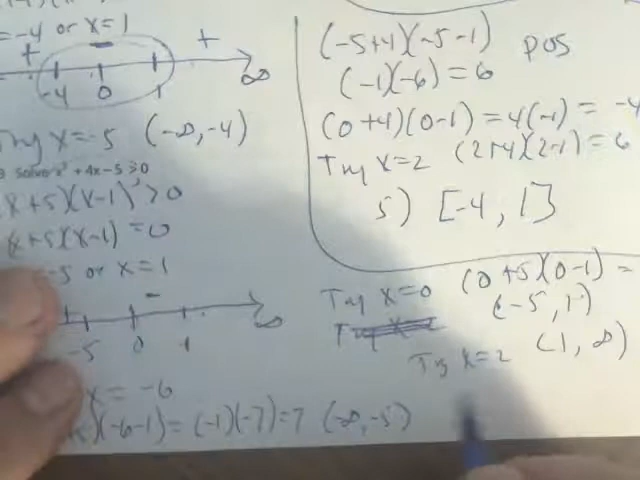 =-4 or x=1
+ - +
-4 0 1 ∞
Try x=-5 (-∞,-4)
solve x² + 4x - 5 ≥ 0
x+5)(x-1) ≥0
x+5)(x-1) =0
-5 or x=1
-
-5 0 1 ∞
x= -6
)(-6-1)= (-1)(-7)=7 (-∞,-5)
(-5+4)(-5-1) pos
(-1)(-6)=6
(0+4)(0-1)=4(-1)= -4
Try x=2 (2+4)(2-1)=6
5) [-4, 1]
Try x=0 (0+5)(0-1)=
(-5, 1)
Try x=2 (1, ∞)